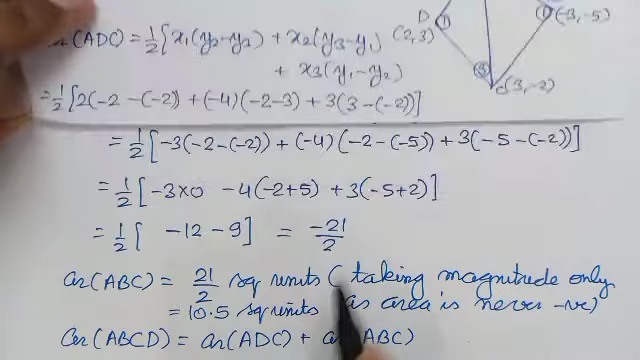 ar(ADC) = 1/2 [x₁(y₂-y₃) + x₂(y₃-y₁)
+ x₃(y₁-y₂)
= 1/2 [2(-2-(-2)) + (-4)(-2-3) + 3(3-(-2)]
D
(2,3)
(-3,-5)
(3,-2)
= 1/2 [-3(-2-(-2)) + (-4)(-2-(-5)) + 3(-5-(-2)]
= 1/2 [-3×0 -4(-2+5) + 3(-5+2)]
= 1/2 [ -12 -9] = -21/2
ar(ABC) = 21/2 sq units ( taking magnitude only
= 10.5 sq units as area is never -ve)
ar(ABCD) = ar(ADC) + ar(ABC)